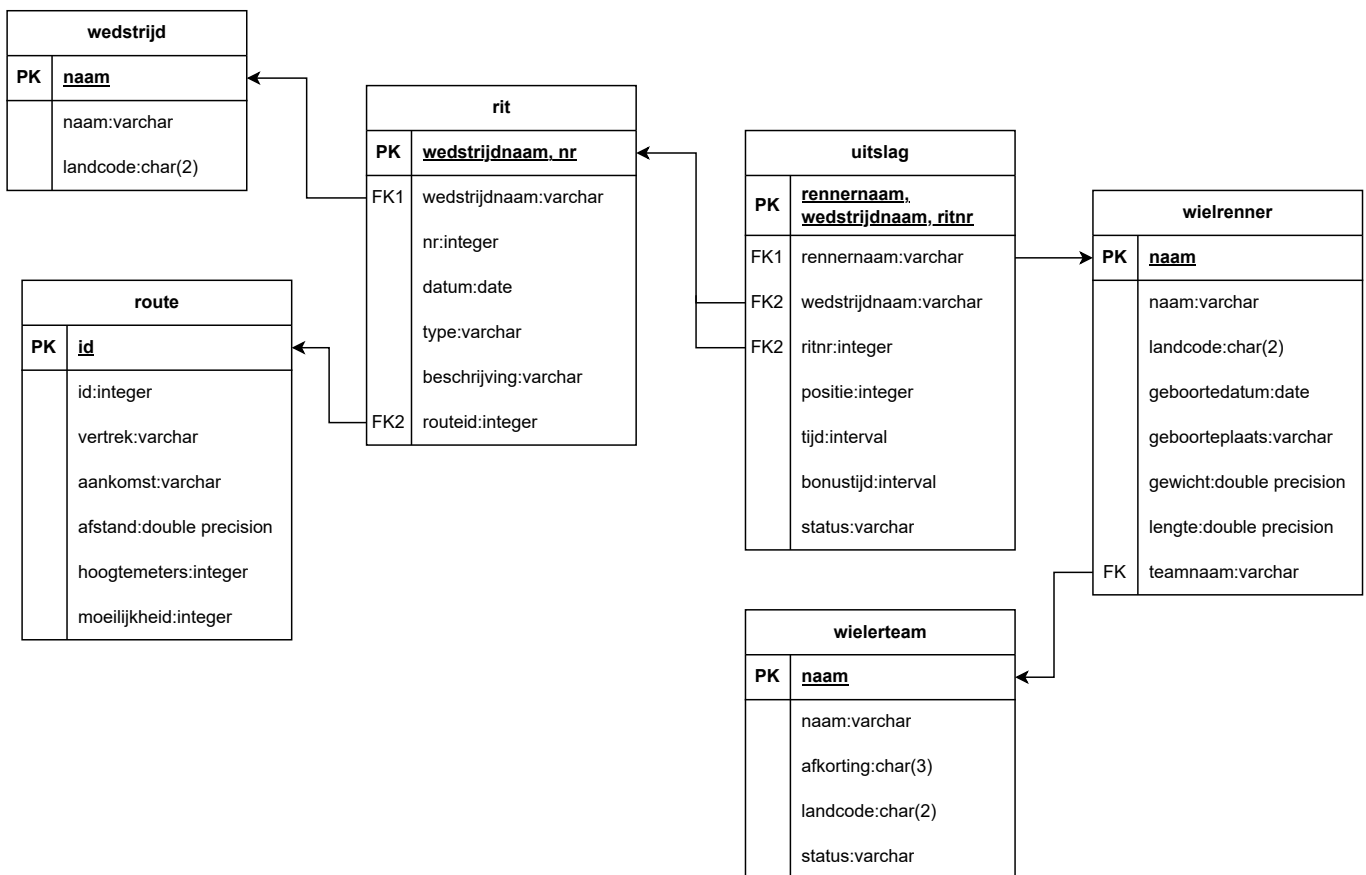 wedstrijd
PK naam
naam:varchar
landcode:char(2)
rit
PK wedstrijdnaam, nr
FK1 wedstrijdnaam:varchar
nr:integer
datum:date
type:varchar
beschrijving:varchar
FK2 routeid:integer
route
PK id
id:integer
vertrek:varchar
aankomst:varchar
afstand:double precision
hoogtemeters:integer
moeilijkheid:integer
uitslag
PK rennernaam,
wedstrijdnaam, ritnr
FK1 rennernaam:varchar
FK2 wedstrijdnaam:varchar
FK2 ritnr:integer
positie:integer
tijd:interval
bonustijd:interval
status:varchar
wielrenner
PK naam
naam:varchar
landcode:char(2)
geboortedatum:date
geboorteplaats:varchar
gewicht:double precision
lengte:double precision
FK teamnaam:varchar
wielerteam
PK naam
naam:varchar
afkorting:char(3)
landcode:char(2)
status:varchar